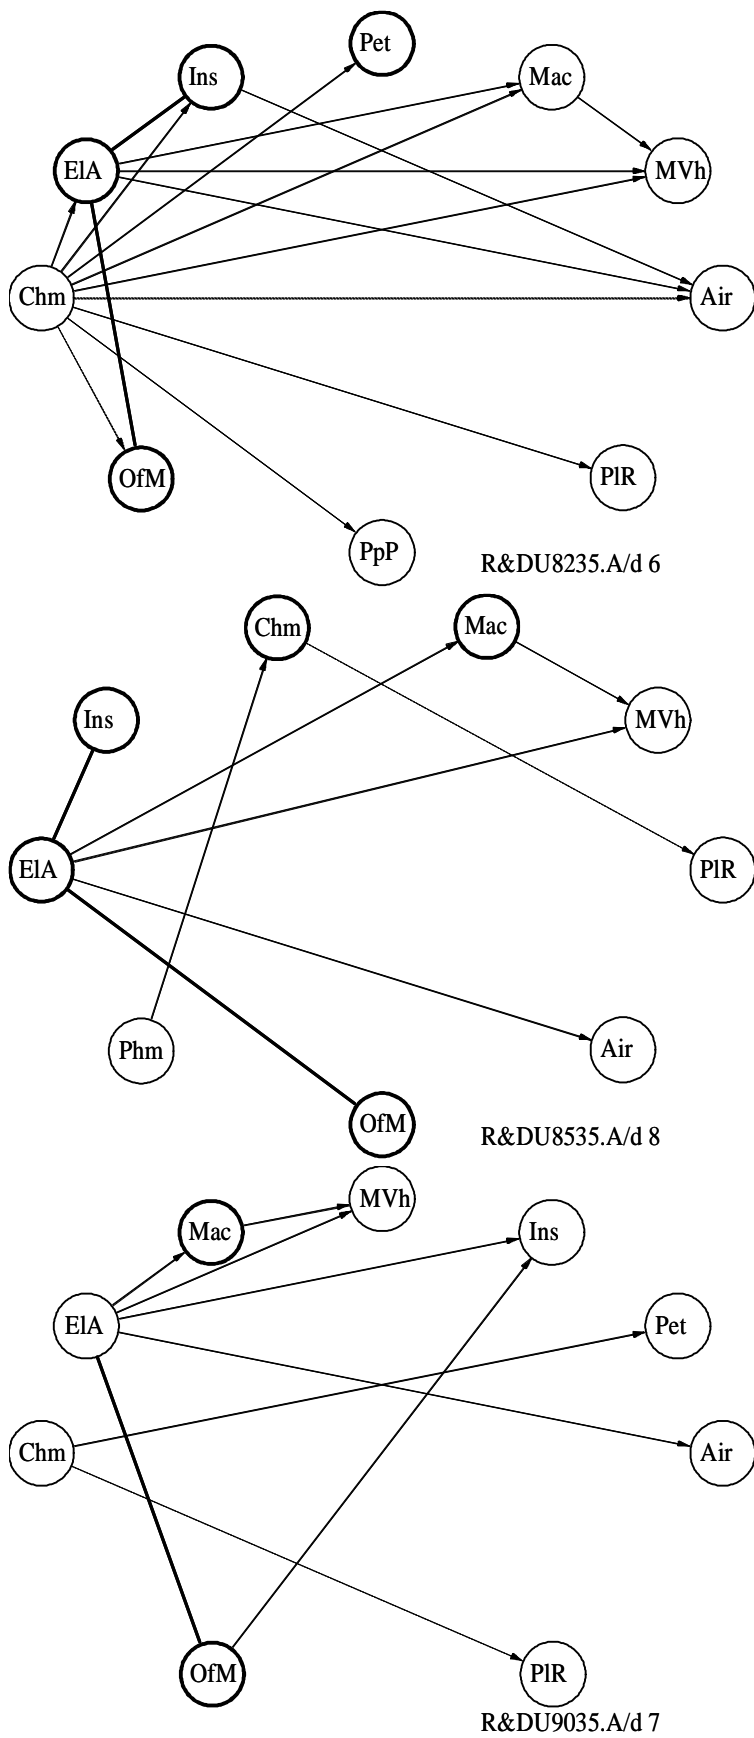 Pet
Ins
Mac
ElA
MVh
Chm
Air
OfM
PlR
PpP
R&DU8235.A/d 6
Chm
Mac
Ins
MVh
ElA
PlR
Phm
Air
OfM
R&DU8535.A/d 8
MVh
Mac
Ins
ElA
Pet
Chm
Air
OfM
PlR
R&DU9035.A/d 7